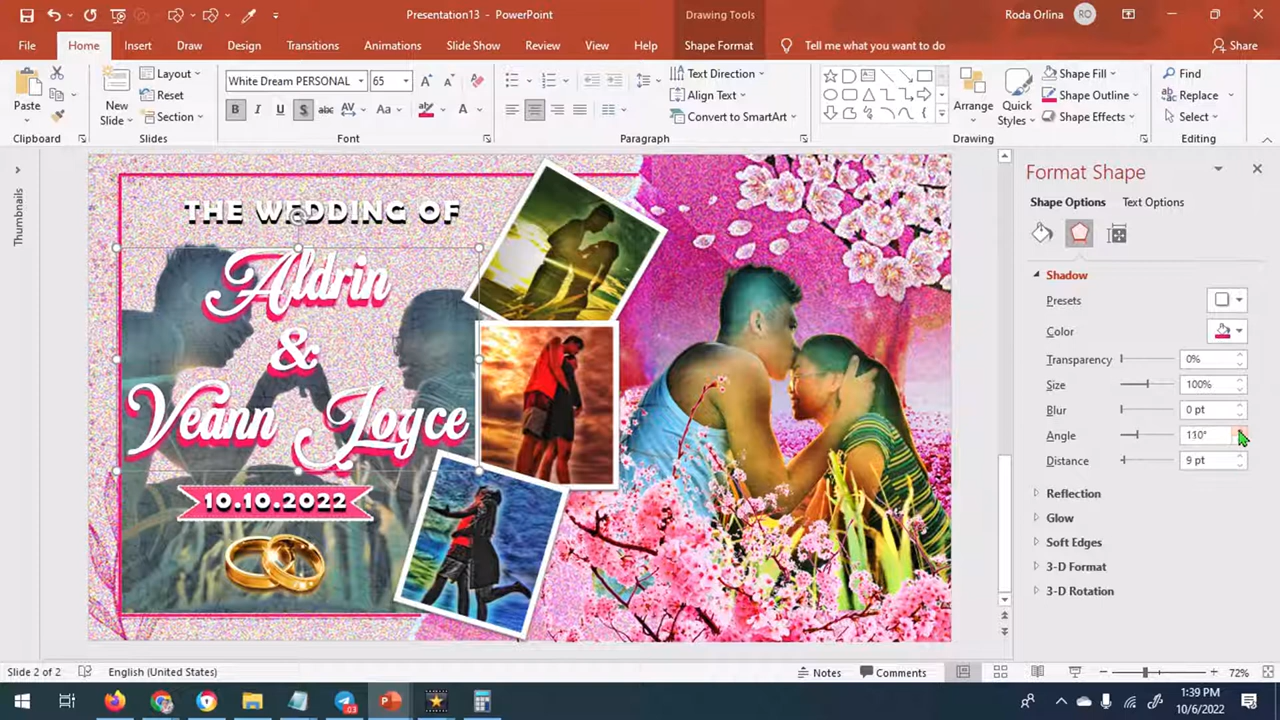 Presentation13 - PowerPoint
Drawing Tools
Roda Orlina
RO
File
Home
Insert
Draw
Design
Transitions
Animations
Slide Show
Review
View
Help
Shape Format
Tell me what you want to do
Share
Paste
New
Slide
Layout
Reset
Section
White Dream PERSONAL
65
B I U S abc AV Aa A
Text Direction
Align Text
Convert to SmartArt
Arrange
Quick
Styles
Shape Fill
Shape Outline
Shape Effects
Find
Replace
Select
Clipboard
Slides
Font
Paragraph
Drawing
Editing
Thumbnails
THE WEDDING OF
Aldrin
&
Veann Joyce
10.10.2022
Format Shape
Shape Options
Text Options
Shadow
Presets
Color
Transparency
0%
Size
100%
Blur
0 pt
Angle
110°
Distance
9 pt
Reflection
Glow
Soft Edges
3-D Format
3-D Rotation
Slide 2 of 2
English (United States)
Notes
Comments
72%
03
1:39 PM
10/6/2022